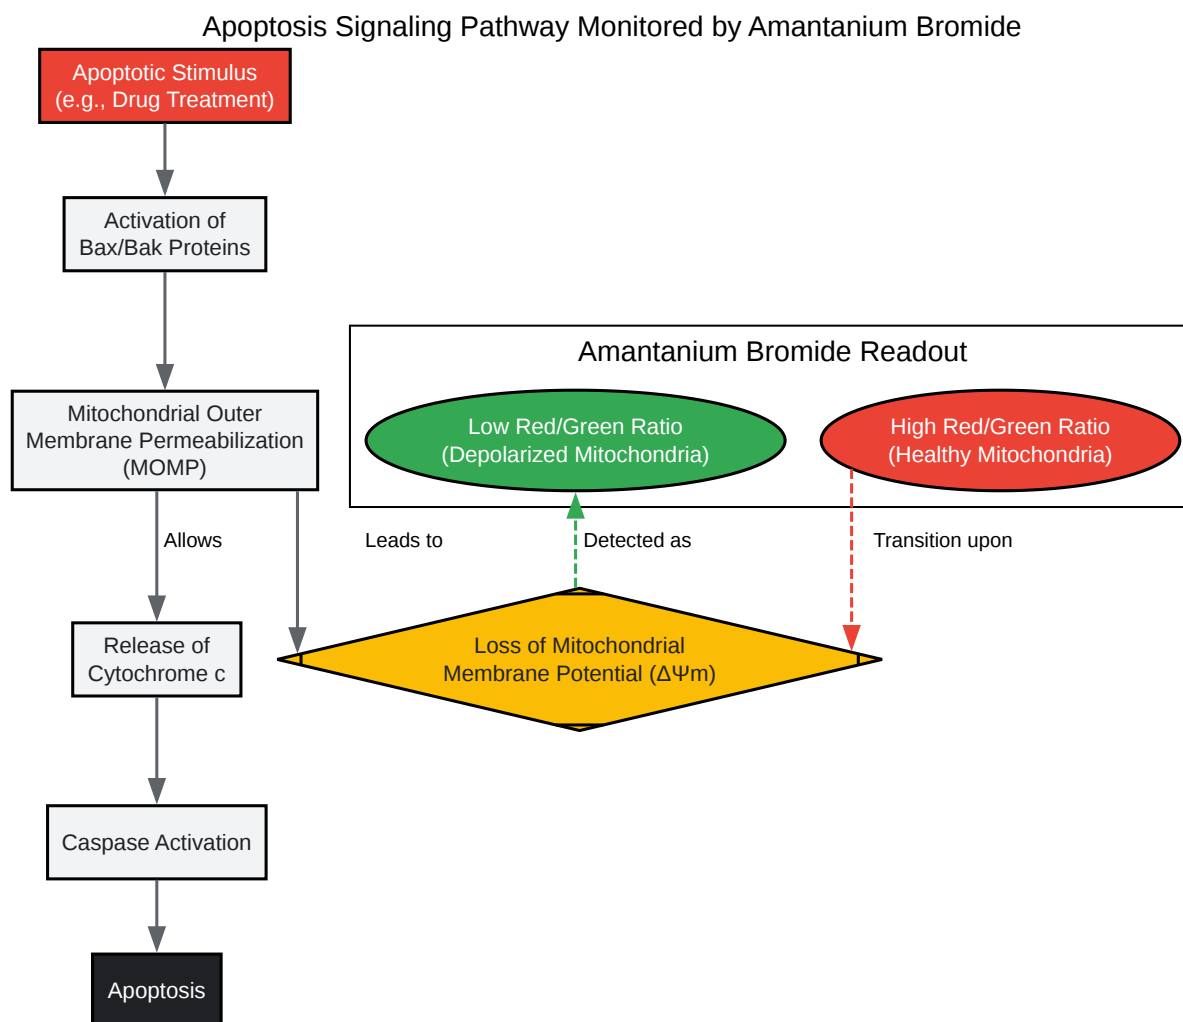 Apoptosis Signaling Pathway Monitored by Amantanium Bromide
Apoptotic Stimulus
(e.g., Drug Treatment)
Activation of
Bax/Bak Proteins
Mitochondrial Outer
Membrane Permeabilization
(MOMP)
Amantanium Bromide Readout
Low Red/Green Ratio
(Depolarized Mitochondria)
High Red/Green Ratio
(Healthy Mitochondria)
Allows
Leads to
Detected as
Transition upon
Release of
Cytochrome c
Loss of Mitochondrial
Membrane Potential (ΔΨm)
Caspase Activation
Apoptosis